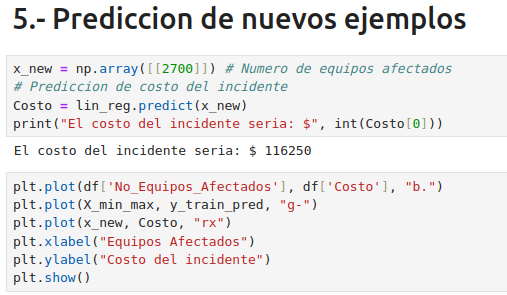 5.- Prediccion de nuevos ejemplos
x_new = np.array([[2700]]) # Numero de equipos afectados
# Prediccion de costo del incidente
Costo = lin_reg.predict(x_new)
print("El costo del incidente seria: $", int(Costo[0]))
El costo del incidente seria: $ 116250
plt.plot(df['No_Equipos_Afectados'], df['Costo'], "b.")
plt.plot(X_min_max, y_train_pred, "g-")
plt.plot(x_new, Costo, "rx")
plt.xlabel("Equipos Afectados")
plt.ylabel("Costo del incidente")
plt.show()